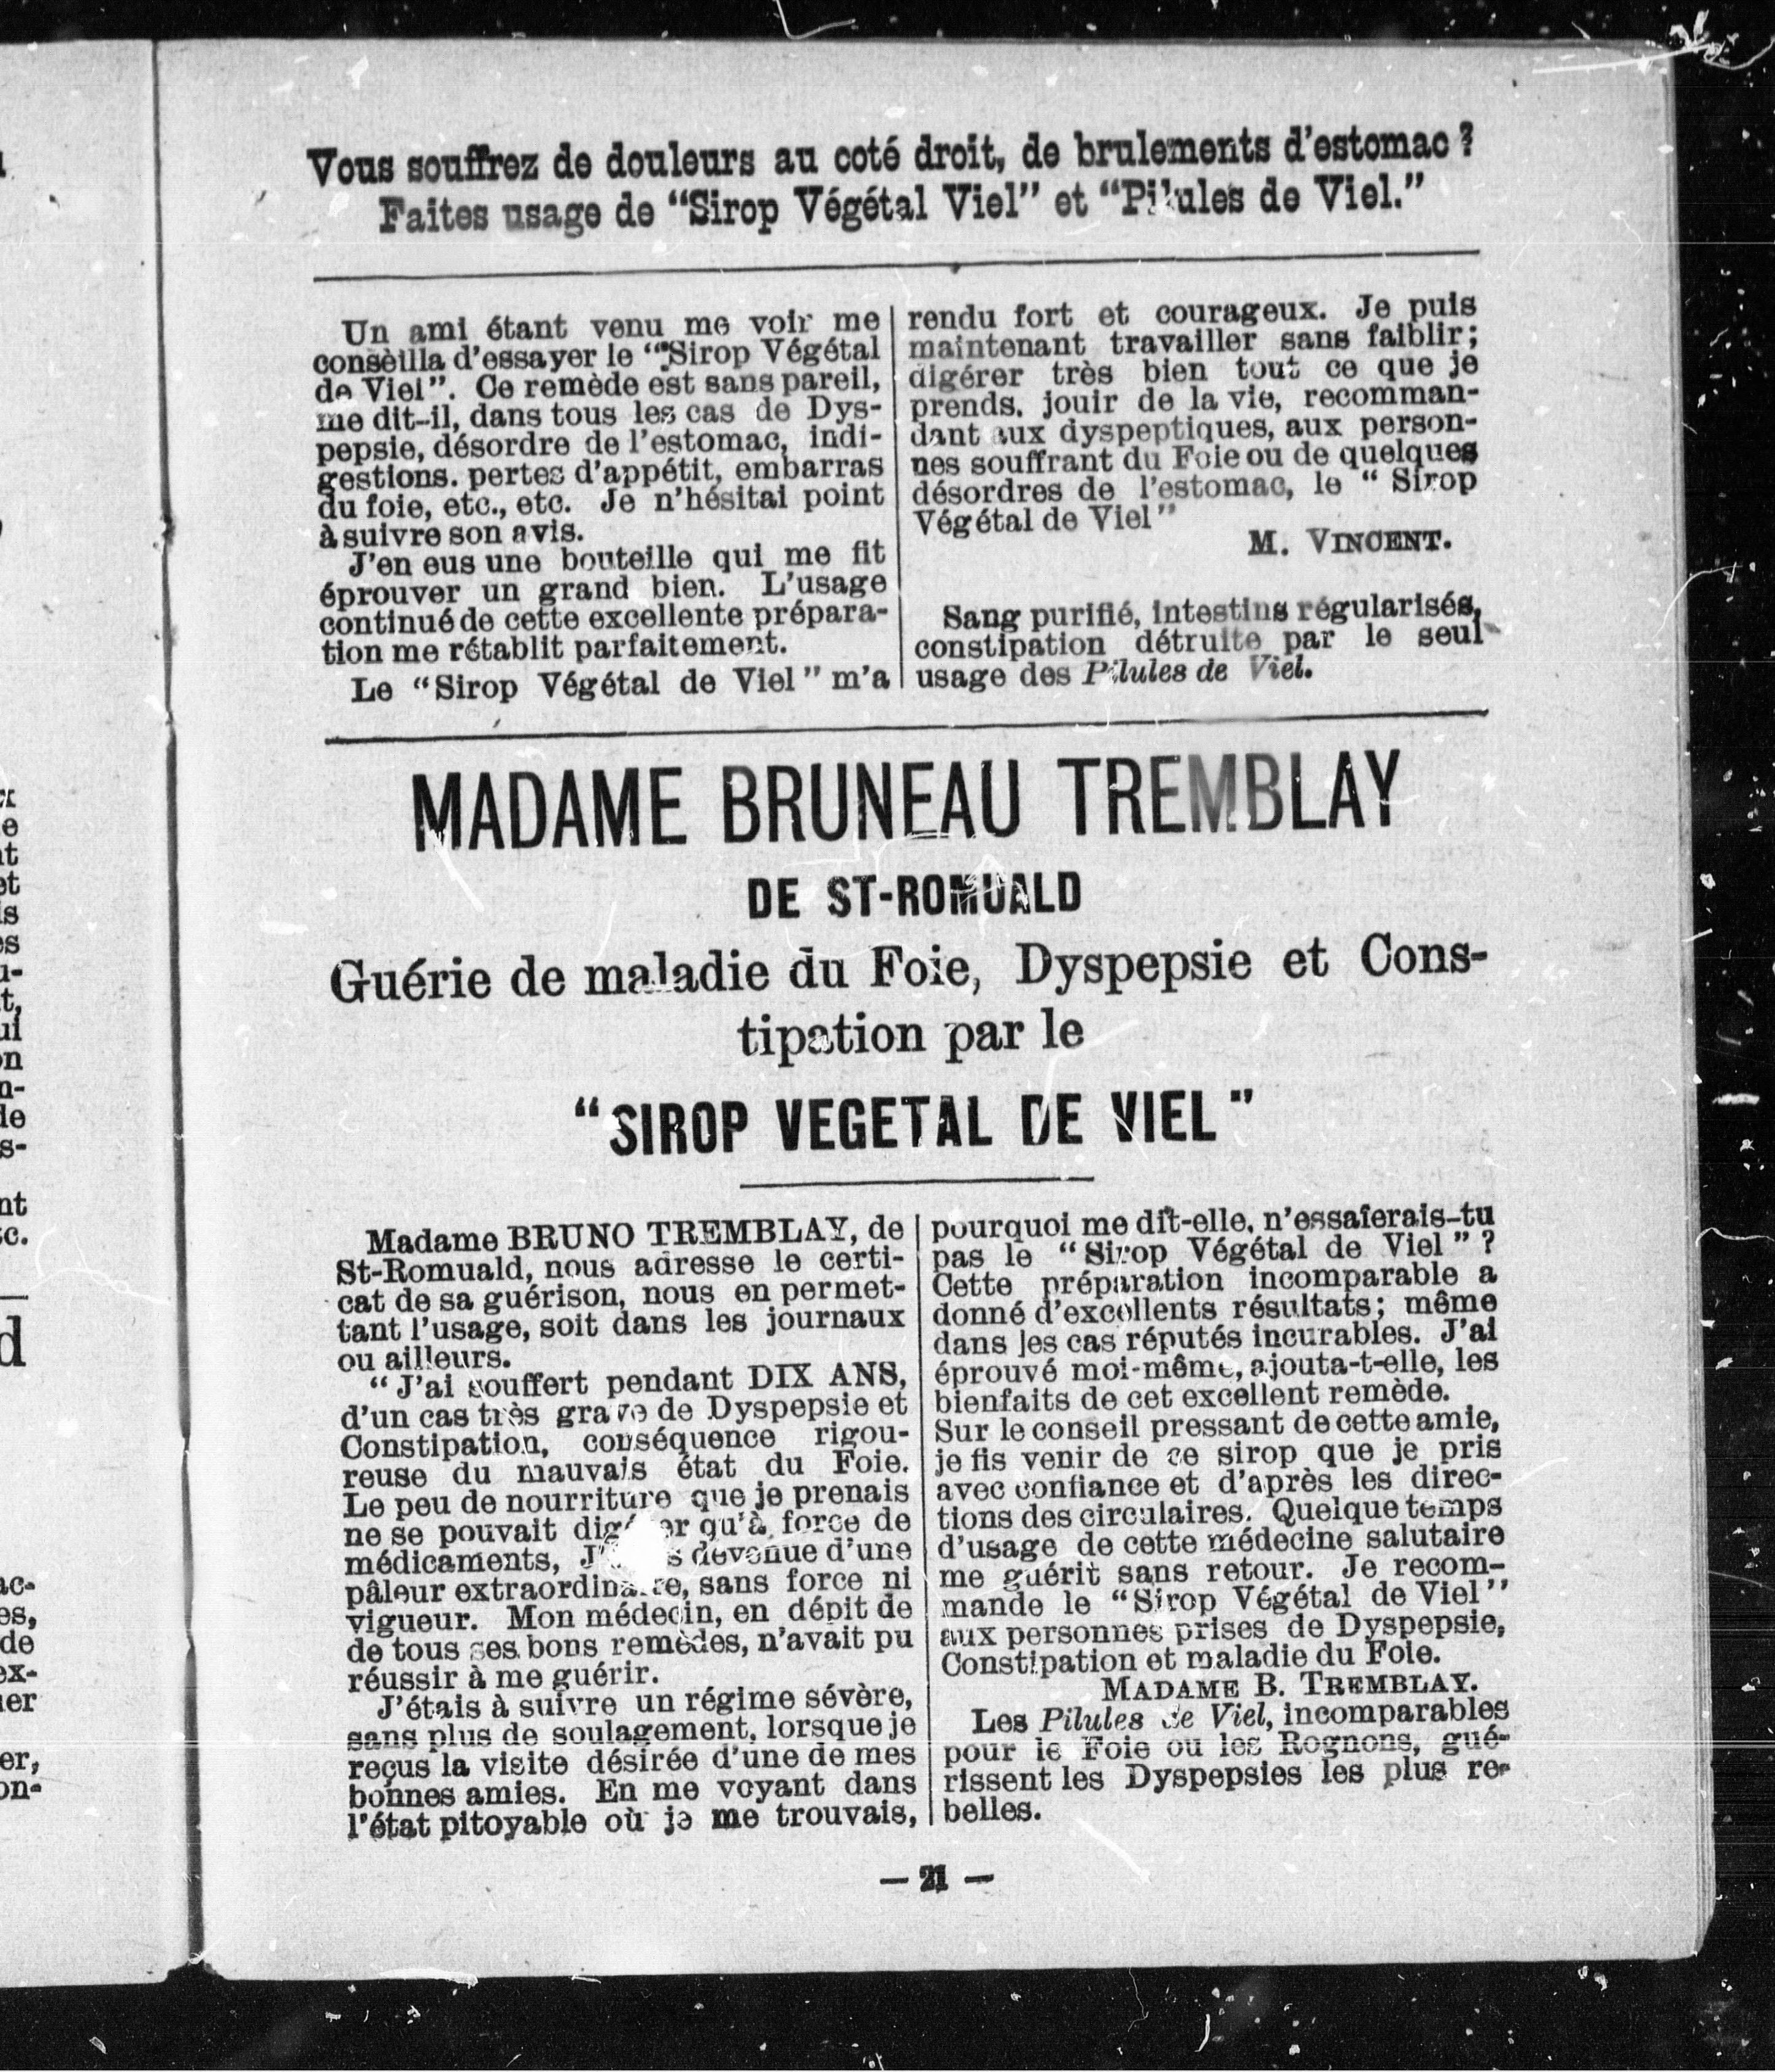 Vous souffrez de douleurs au coté droit, de brulements d'estomac ?
Faites usage de “Sirop Végétal Viel” et “Pilules de Viel.”
Un ami étant venu me voir me
conseilla d'essayer le “Sirop Végétal
de Viel”. Ce remède est sans pareil,
me dit-il, dans tous les cas de Dys-
pepsie, désordre de l'estomac, indi-
gestions. pertes d'appétit, embarras
du foie, etc., etc. Je n'hésitai point
à suivre son avis.
J'en eus une bouteille qui me fit
éprouver un grand bien. L'usage
continué de cette excellente prépara-
tion me rétablit parfaitement.
Le “Sirop Végétal de Viel” m'a
rendu fort et courageux. Je puis
maintenant travailler sans faiblir;
digérer très bien tout ce que je
prends. jouir de la vie, recomman-
dant aux dyspeptiques, aux person-
nes souffrant du Foie ou de quelques
désordres de l'estomac, le “ Sirop
Végétal de Viel”
M. VINCENT.
Sang purifié, intestins régularisés,
constipation détruite par le seul
usage des Pilules de Viel.
MADAME BRUNEAU TREMBLAY
DE ST-ROMUALD
Guérie de maladie du Foie, Dyspepsie et Cons-
tipation par le
“SIROP VEGETAL DE VIEL”
Madame BRUNO TREMBLAY, de
St-Romuald, nous adresse le certi-
cat de sa guérison, nous en permet-
tant l'usage, soit dans les journaux
ou ailleurs.
“ J'ai souffert pendant DIX ANS,
d'un cas très grave de Dyspepsie et
Constipation, conséquence rigou-
reuse du mauvais état du Foie.
Le peu de nourriture que je prenais
ne se pouvait digérer qu'à force de
médicaments, devenue d'une
pâleur extraordinaire, sans force ni
vigueur. Mon médecin, en dépit de
de tous ses bons remèdes, n'avait pu
réussir à me guérir.
J'étais à suivre un régime sévère,
sans plus de soulagement, lorsque je
reçus la visite désirée d'une de mes
bonnes amies. En me voyant dans
l'état pitoyable où je me trouvais,
pourquoi me dit-elle, n'essaierais-tu
pas le “Sirop Végétal de Viel” ?
Cette préparation incomparable a
donné d'excellents résultats; même
dans les cas réputés incurables. J'ai
éprouvé moi-même, ajouta-t-elle, les
bienfaits de cet excellent remède.
Sur le conseil pressant de cette amie,
je fis venir de ce sirop que je pris
avec confiance et d'après les direc-
tions des circulaires. Quelque temps
d'usage de cette médecine salutaire
me guérit sans retour. Je recom-
mande le “Sirop Végétal de Viel”
aux personnes prises de Dyspepsie,
Constipation et maladie du Foie.
MADAME B. TREMBLAY.
Les Pilules de Viel, incomparables
pour le Foie ou les Rognons, gué-
rissent les Dyspepsies les plus re-
belles.
— 21 —